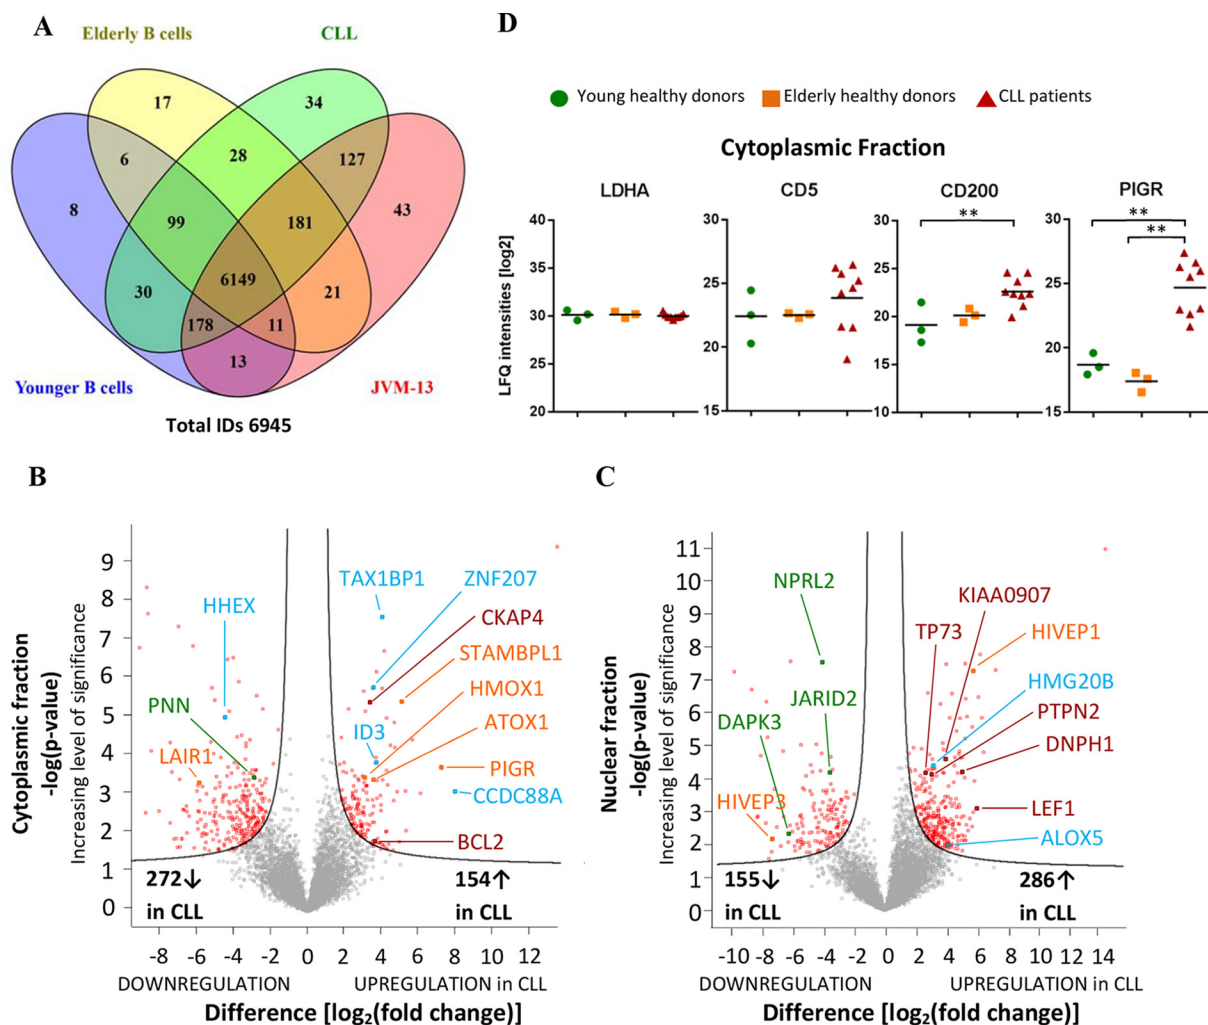 A
Elderly B cells
CLL
17
34
6
28
127
8
99
181
43
6149
30
21
178
11
13
Younger B cells
JVM-13
Total IDs 6945
D
Young healthy donors
Elderly healthy donors
CLL patients
Cytoplasmic Fraction
LDHA
CD5
CD200
PIGR
LFQ intensities [log2]
40
35
30
25
20
30
25
20
15
30
25
20
15
10
**
30
25
20
15
**
**
B
Cytoplasmic fraction
-log(p-value)
Increasing level of significance
9
8
7
6
5
4
3
2
1
0
HHEX
PNN
LAIR1
TAX1BP1
ZNF207
CKAP4
STAMBPL1
HMOX1
ID3
ATOX1
PIGR
CCDC88A
BCL2
272↓
in CLL
154↑
in CLL
-8 -6 -4 -2 0 2 4 6 8 10 12
DOWNREGULATION
UPREGULATION in CLL
Difference [log2(fold change)]
C
Nuclear fraction
-log(p-value)
Increasing level of significance
11
10
9
8
7
6
5
4
3
2
1
0
NPRL2
JARID2
DAPK3
HIVEP3
KIAA0907
TP73
HIVEP1
HMG20B
PTPN2
DNPH1
LEF1
ALOX5
155↓
in CLL
286↑
in CLL
-10 -8 -6 -4 -2 0 2 4 6 8 10 12 14
DOWNREGULATION
UPREGULATION in CLL
Difference [log2(fold change)]